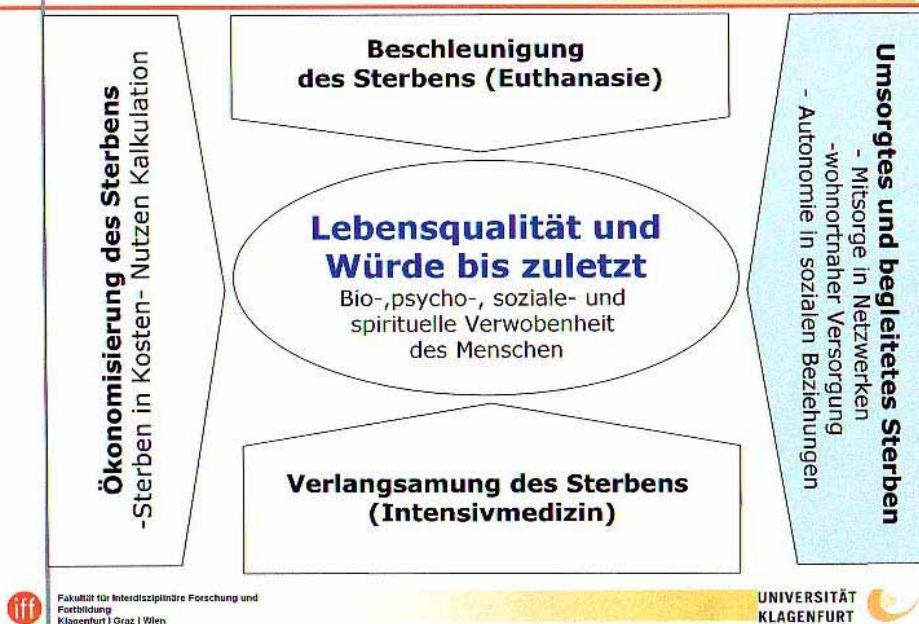 Beschleunigung
des Sterbens (Euthanasie)
Ökonomisierung des Sterbens
-Sterben in Kosten- Nutzen Kalkulation
Lebensqualität und
Würde bis zuletzt
Bio-,psycho-, soziale- und
spirituelle Verwobenheit
des Menschen
Umsorgtes und begleitetes Sterben
- Mitsorge in Netzwerken
-wohnortnaher Versorgung
- Autonomie in sozialen Beziehungen
Verlangsamung des Sterbens
(Intensivmedizin)
iff
Fakultät für Interdisziplinäre Forschung und
Fortbildung
Klagenfurt | Graz | Wien
UNIVERSITÄT
KLAGENFURT